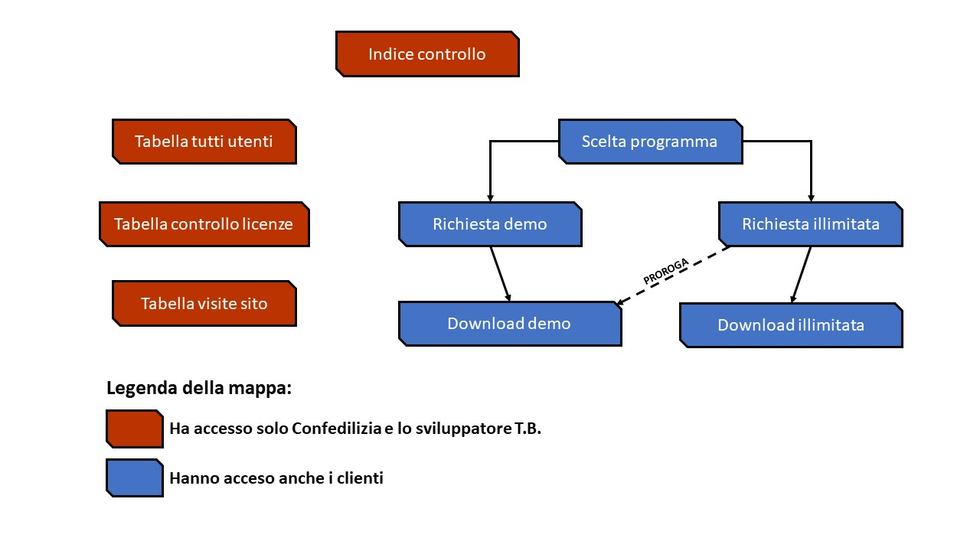 Indice controllo
Tabella tutti utenti
Scelta programma
Tabella controllo licenze
Richiesta demo
Richiesta illimitata
PROROGA
Tabella visite sito
Download demo
Download illimitata
Legenda della mappa:
Ha accesso solo Confedilizia e lo sviluppatore T.B.
Hanno acceso anche i clienti